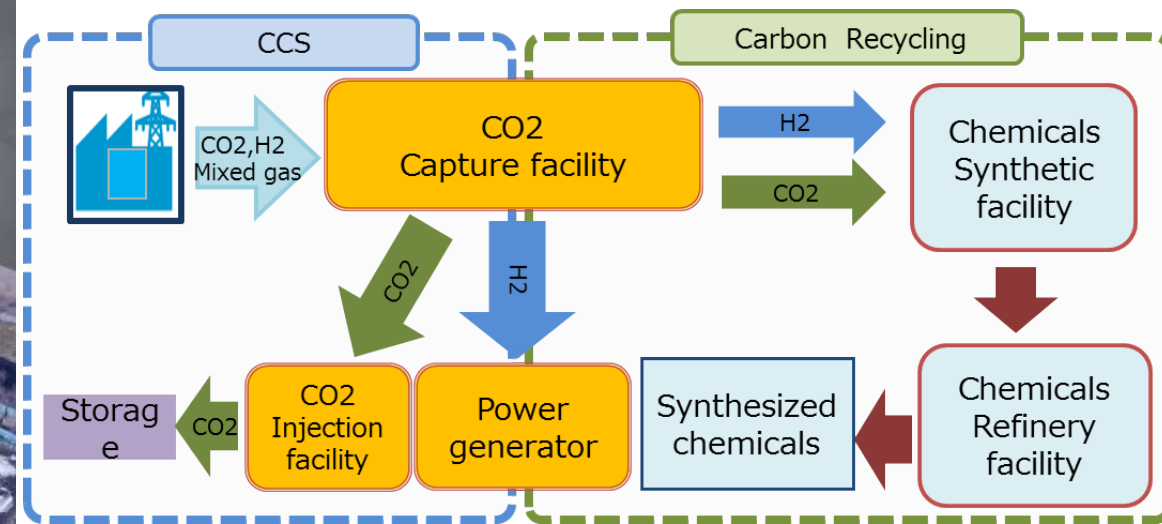 CCS
Carbon Recycling
CO2,H2
Mixed gas
CO2
Capture facility
H2
CO2
Chemicals
Synthetic
facility
CO2
H2
Storag
e
CO2
CO2
Injection
facility
Power
generator
Synthesized
chemicals
Chemicals
Refinery
facility